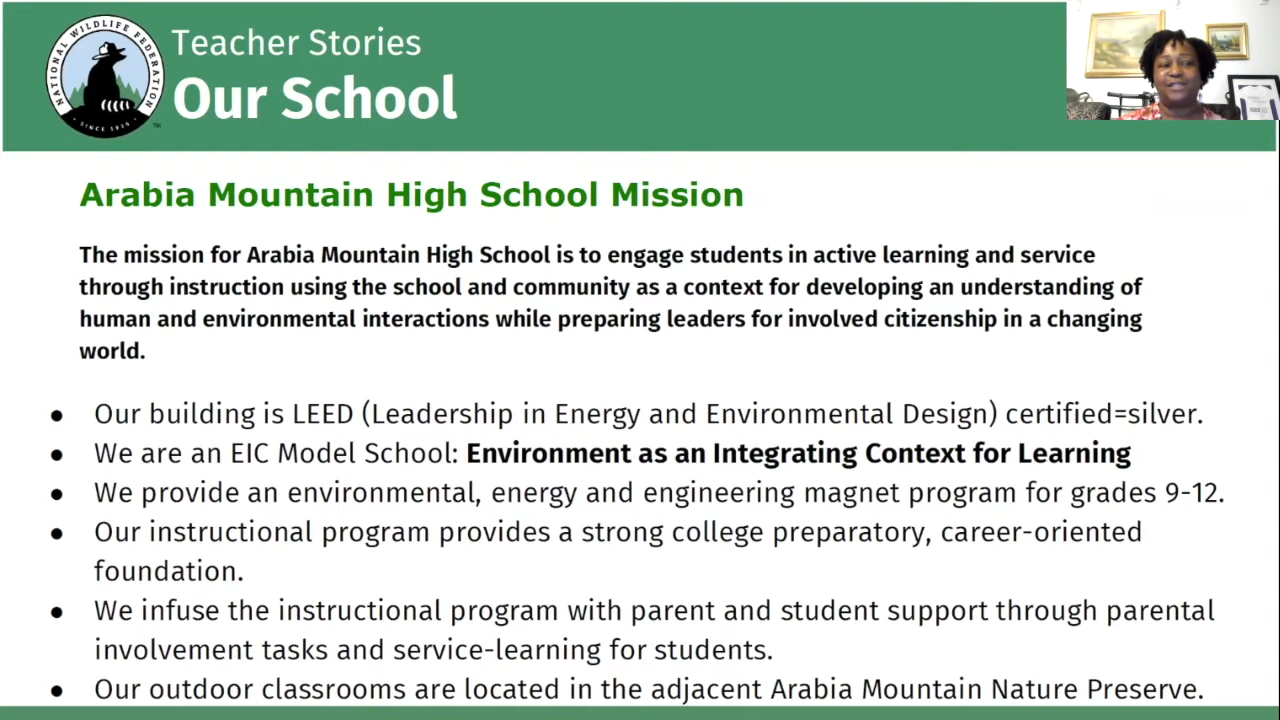 NATIONAL WILDLIFE FEDERATION
• SINCE 1936 •
TM
Teacher Stories
Our School
Arabia Mountain High School Mission
The mission for Arabia Mountain High School is to engage students in active learning and service
through instruction using the school and community as a context for developing an understanding of
human and environmental interactions while preparing leaders for involved citizenship in a changing
world.
● Our building is LEED (Leadership in Energy and Environmental Design) certified=silver.
● We are an EIC Model School: Environment as an Integrating Context for Learning
● We provide an environmental, energy and engineering magnet program for grades 9-12.
● Our instructional program provides a strong college preparatory, career-oriented
foundation.
● We infuse the instructional program with parent and student support through parental
involvement tasks and service-learning for students.
● Our outdoor classrooms are located in the adjacent Arabia Mountain Nature Preserve.